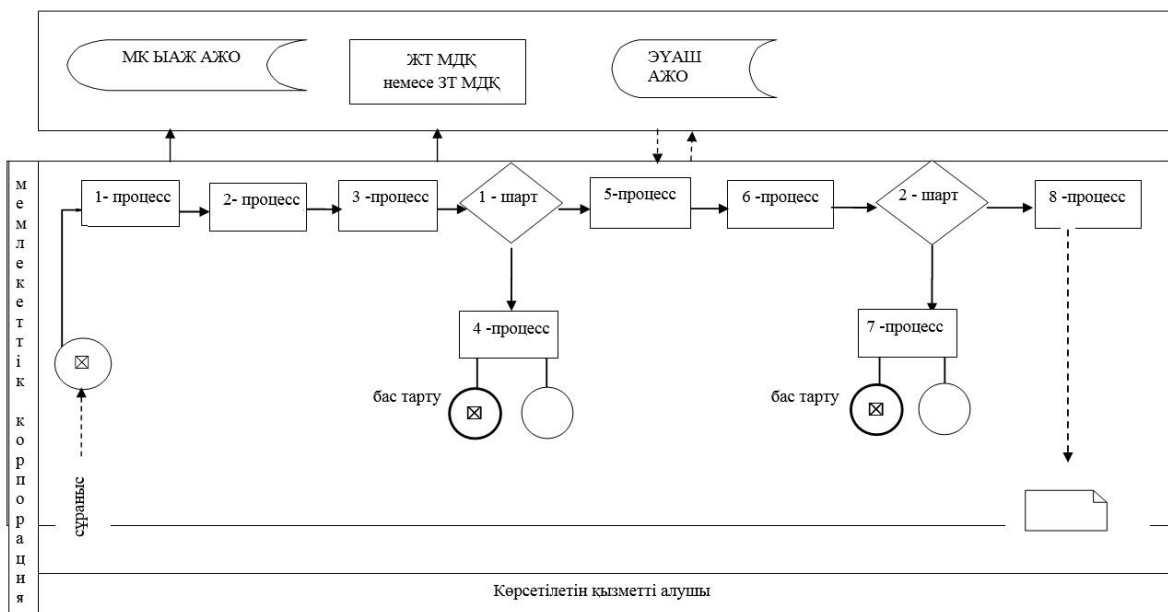 МК ЫАЖ АЖО
ЖТ МДҚ
немесе ЗТ МДҚ
ЭҮАШ
АЖО
мемлекеттік корпорация
1- процесс
2- процесс
3 -процесс
1 - шарт
5-процесс
6 -процесс
2 - шарт
8 -процесс
4 -процесс
7 -процесс
бас тарту
бас тарту
сұраныс
Көрсетілетін қызметті алушы